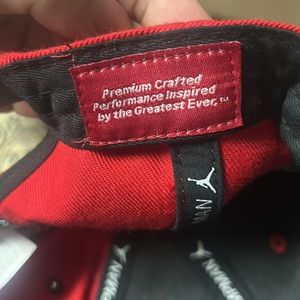 Premium Crafted
Performance Inspired
by the Greatest Ever.™